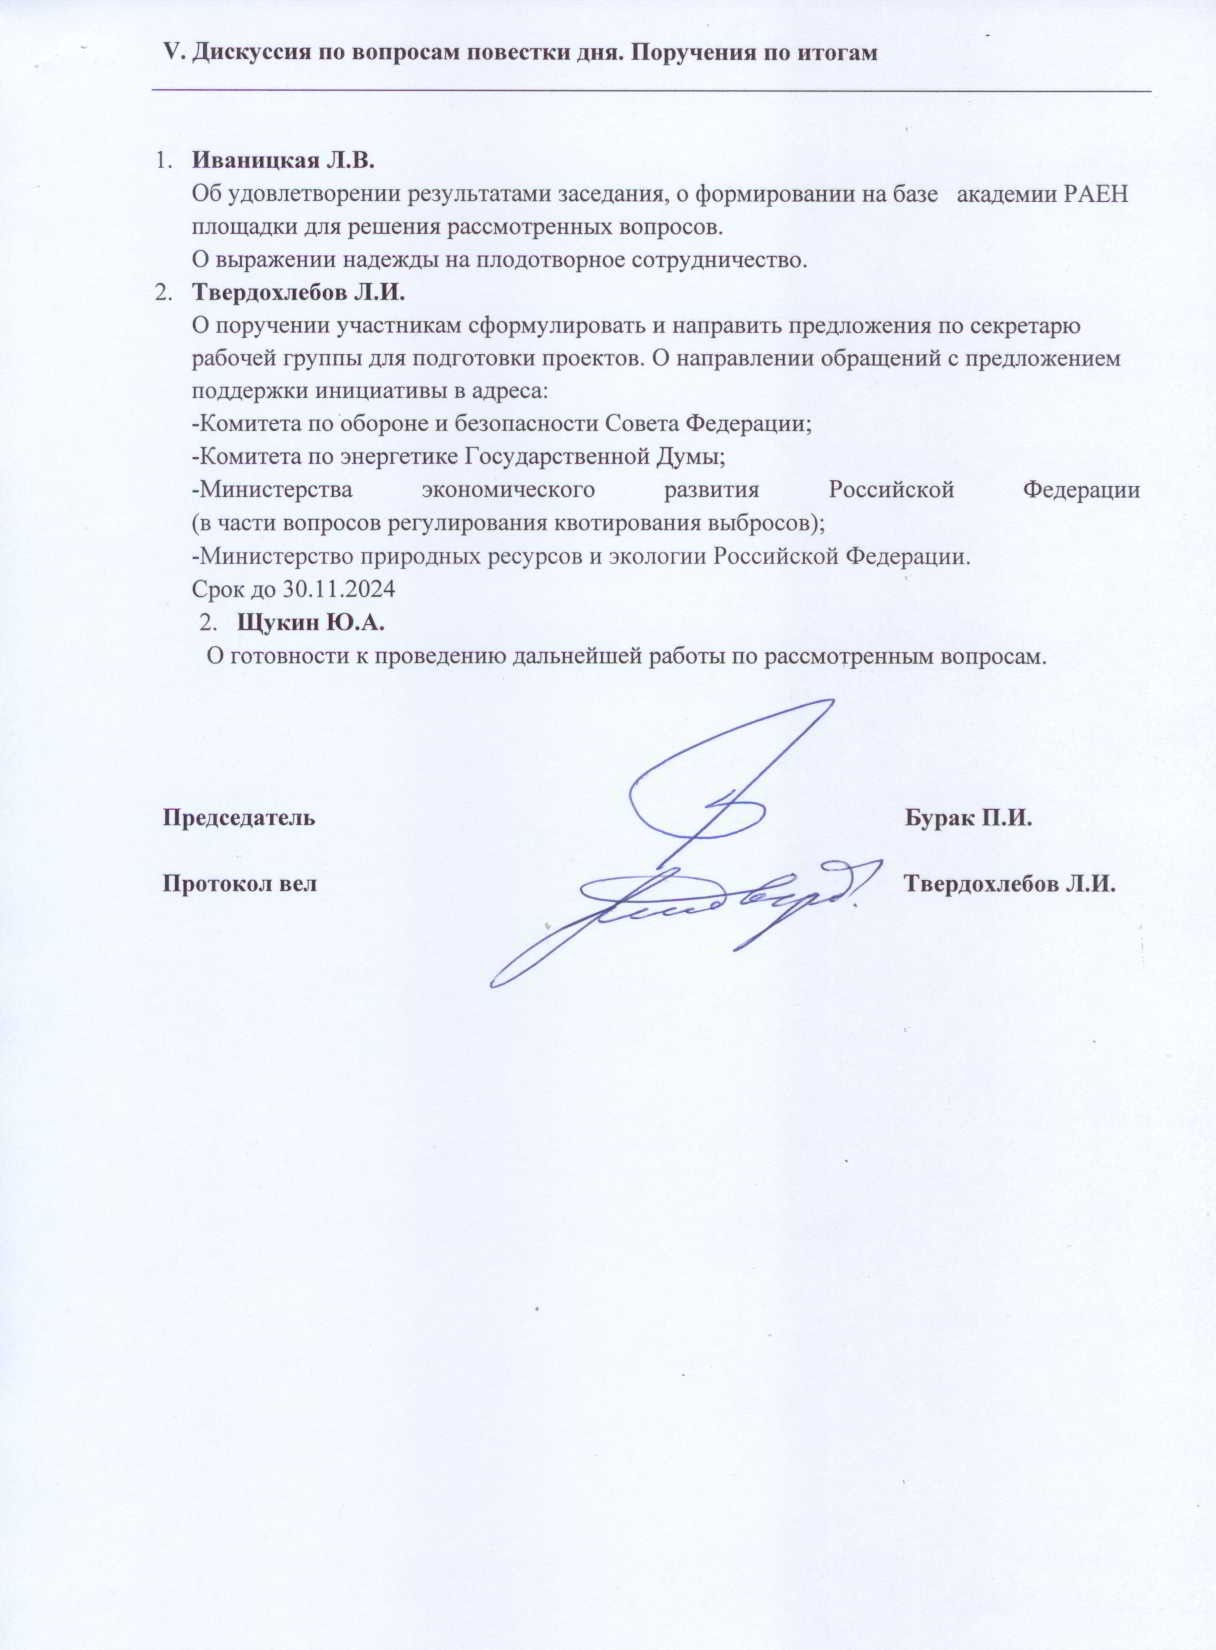 V. Дискуссия по вопросам повестки дня. Поручения по итогам
1. Иваницкая Л.В.
Об удовлетворении результатами заседания, о формировании на базе академии РАЕН
площадки для решения рассмотренных вопросов.
О выражении надежды на плодотворное сотрудничество.
2. Твердохлебов Л.И.
О поручении участникам сформулировать и направить предложения по секретарю
рабочей группы для подготовки проектов. О направлении обращений с предложением
поддержки инициативы в адреса:
-Комитета по обороне и безопасности Совета Федерации;
-Комитета по энергетике Государственной Думы;
-Министерства экономического развития Российской Федерации
(в части вопросов регулирования квотирования выбросов);
-Министерство природных ресурсов и экологии Российской Федерации.
Срок до 30.11.2024
2. Щукин Ю.А.
О готовности к проведению дальнейшей работы по рассмотренным вопросам.
Председатель Бурак П.И.
Протокол вел Твердохлебов Л.И.